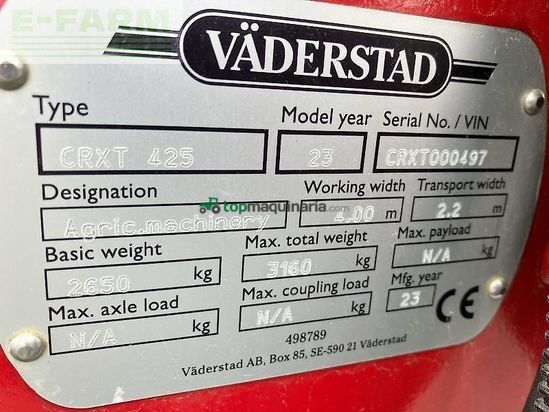 E-FARM
VÄDERSTAD
Type Model year Serial No. / VIN
CRXT 425 23 CRXT000497
Designation Working width Transport width
Agric.machinery 4,00 m 2.2 m
topmaquinaria.com
Basic weight Max. total weight Max. payload
2650 kg 3160 kg N/A kg
Max. axle load Max. coupling load Mfg. year
N/A kg N/A kg 23 CE
498789
Väderstad AB, Box 85, SE-590 21 Väderstad